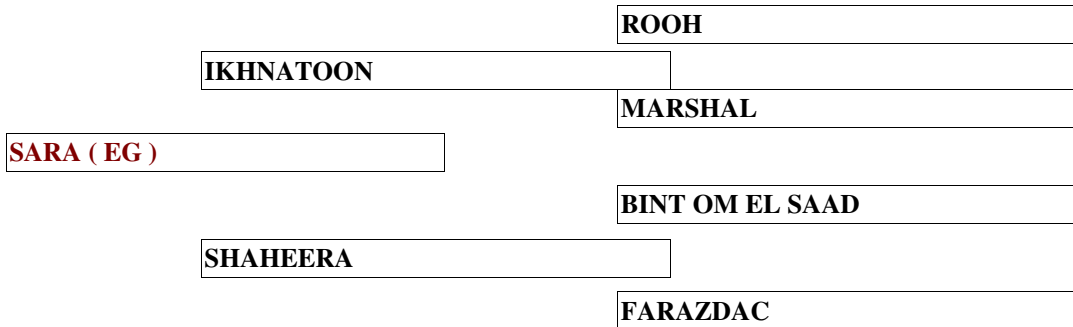 ROOH
IKHNATOON
MARSHAL
SARA ( EG )
BINT OM EL SAAD
SHAHEERA
FARAZDAC